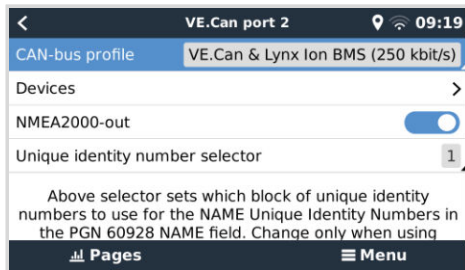 VE.Can port 2 09:19
CAN-bus profile VE.Can & Lynx Ion BMS (250 kbit/s)
Devices
NMEA2000-out
Unique identity number selector 1
Above selector sets which block of unique identity
numbers to use for the NAME Unique Identity Numbers in
the PGN 60928 NAME field. Change only when using
Pages Menu